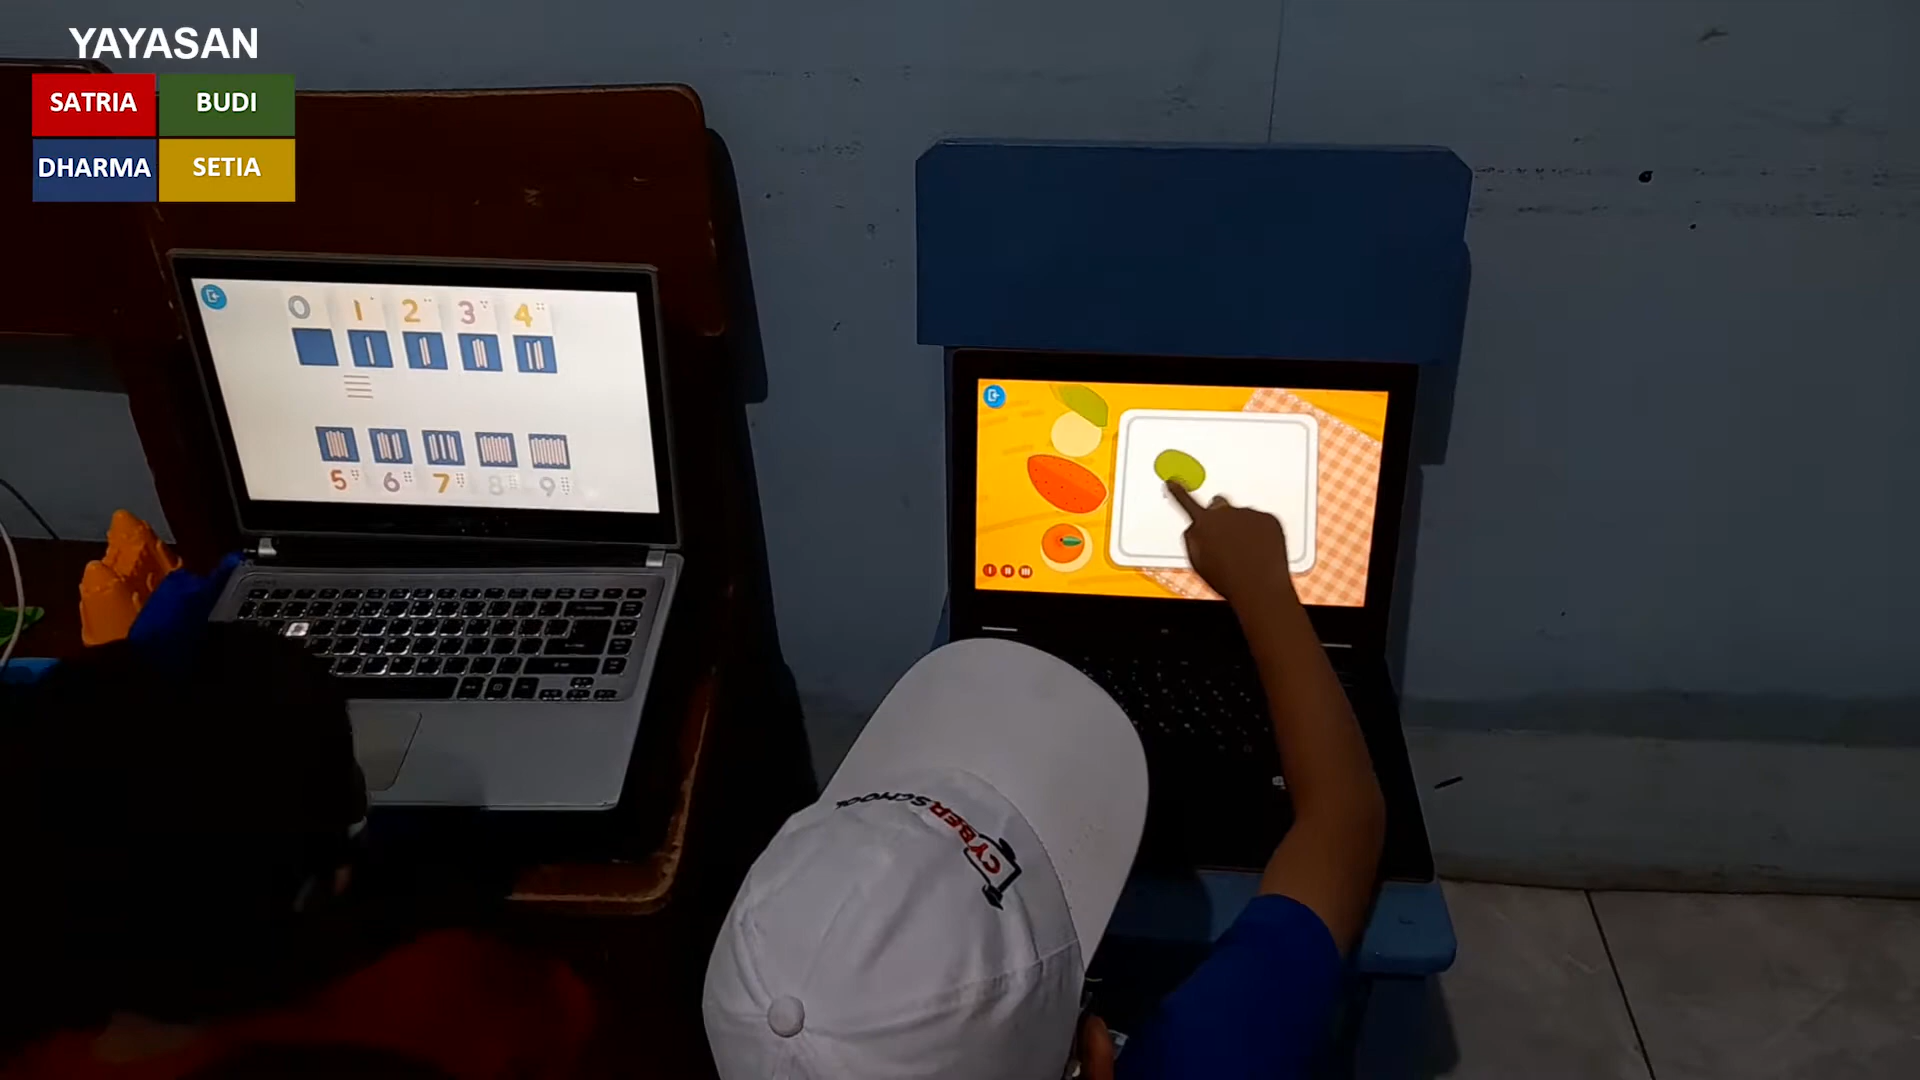 YAYASAN
SATRIA BUDI
DHARMA SETIA
0 1 2 3 4
5 6 7 8 9
CYBERSCHOOL